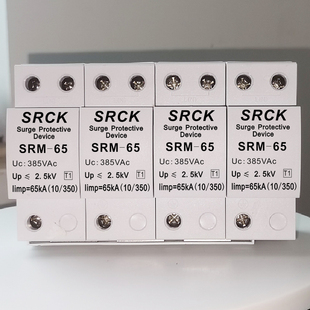 SRCK
Surge Protective
Device
SRM-65
Uc:385VAc
Up ≤ 2.5kV T1
Iimp=65kA(10/350)
SRCK
Surge Protective
Device
SRM-65
Uc:385VAc
Up ≤ 2.5kV T1
Iimp=65kA(10/350)
SRCK
Surge Protective
Device
SRM-65
Uc:385VAc
Up ≤ 2.5kV T1
Iimp=65kA(10/350)
SRCK
Surge Protective
Device
SRM-65
Uc:385VAc
Up ≤ 2.5kV T1
Iimp=65kA(10/350)